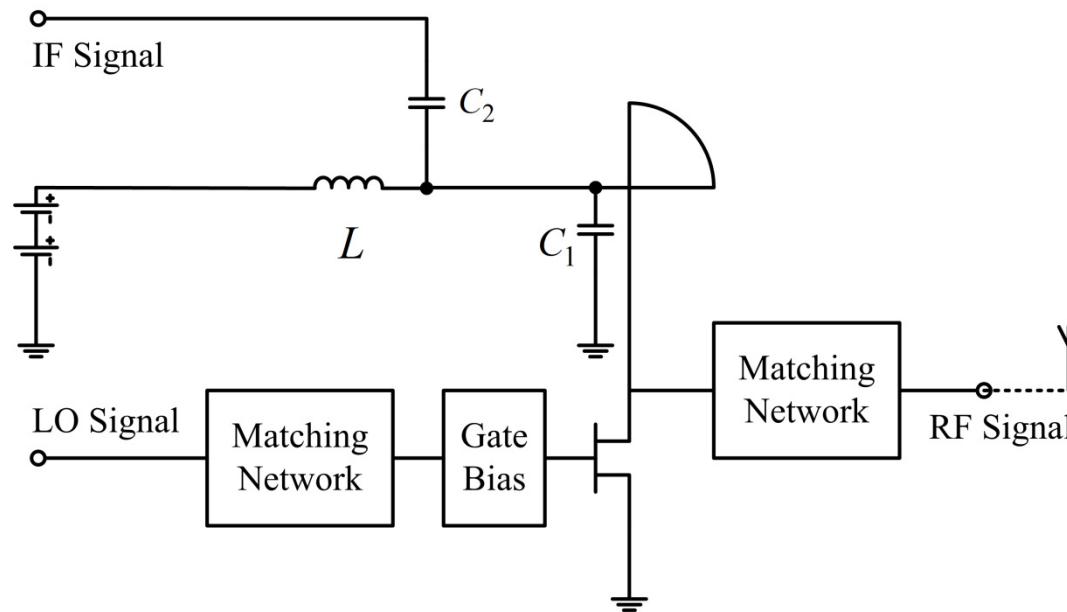 IF Signal
C2
L
C1
LO Signal
Matching
Network
Gate
Bias
Matching
Network
RF Signal